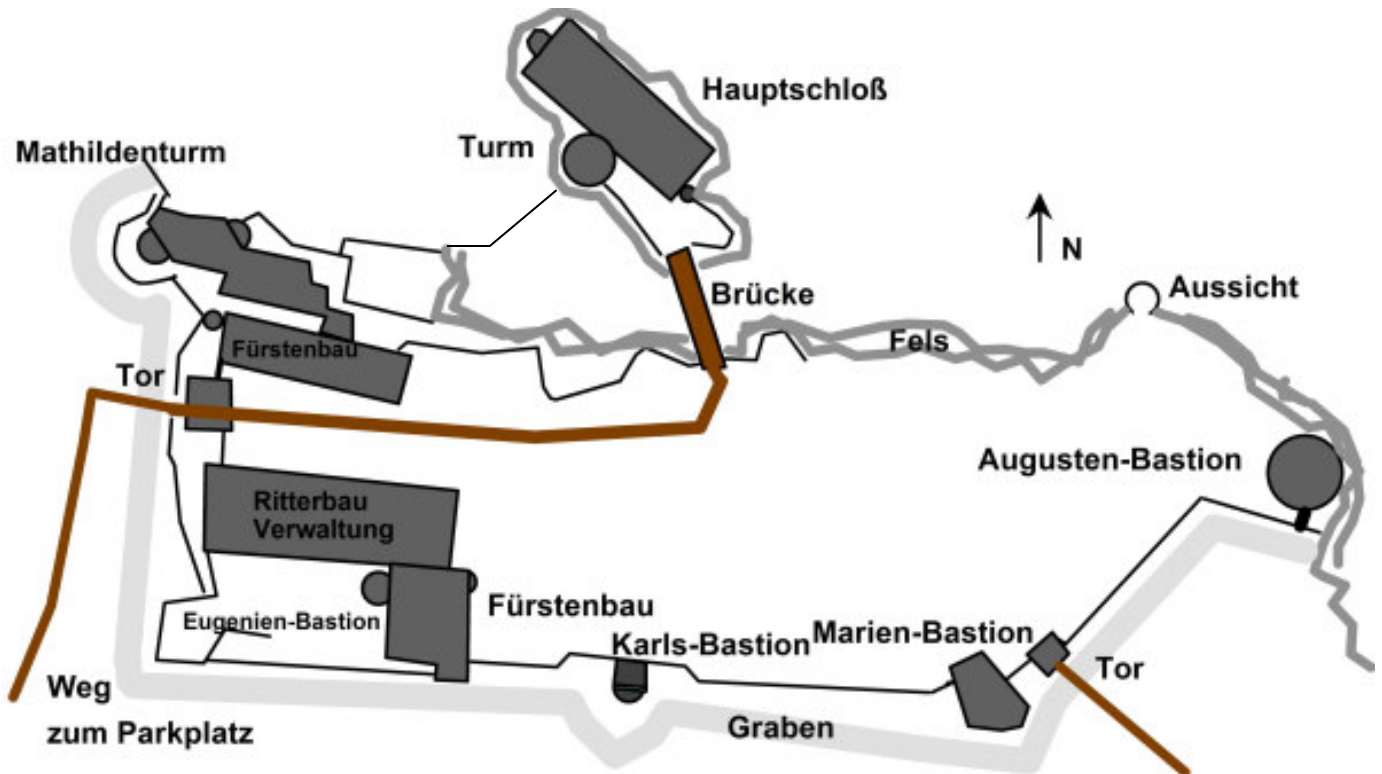 Hauptschloß
Turm
Mathildenturm
N
Brücke
Aussicht
Fels
Fürstenbau
Tor
Augusten-Bastion
Ritterbau
Verwaltung
Fürstenbau
Eugenien-Bastion
Karls-Bastion
Marien-Bastion
Tor
Weg
zum Parkplatz
Graben